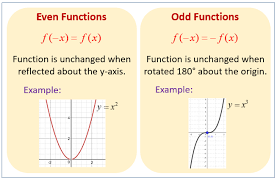 Even Functions
f(−x) = f(x)
Function is unchanged when
reflected about the y-axis.
Example:
y = x²
Odd Functions
f(−x) = − f(x)
Function is unchanged when
rotated 180° about the origin.
Example:
y = x³